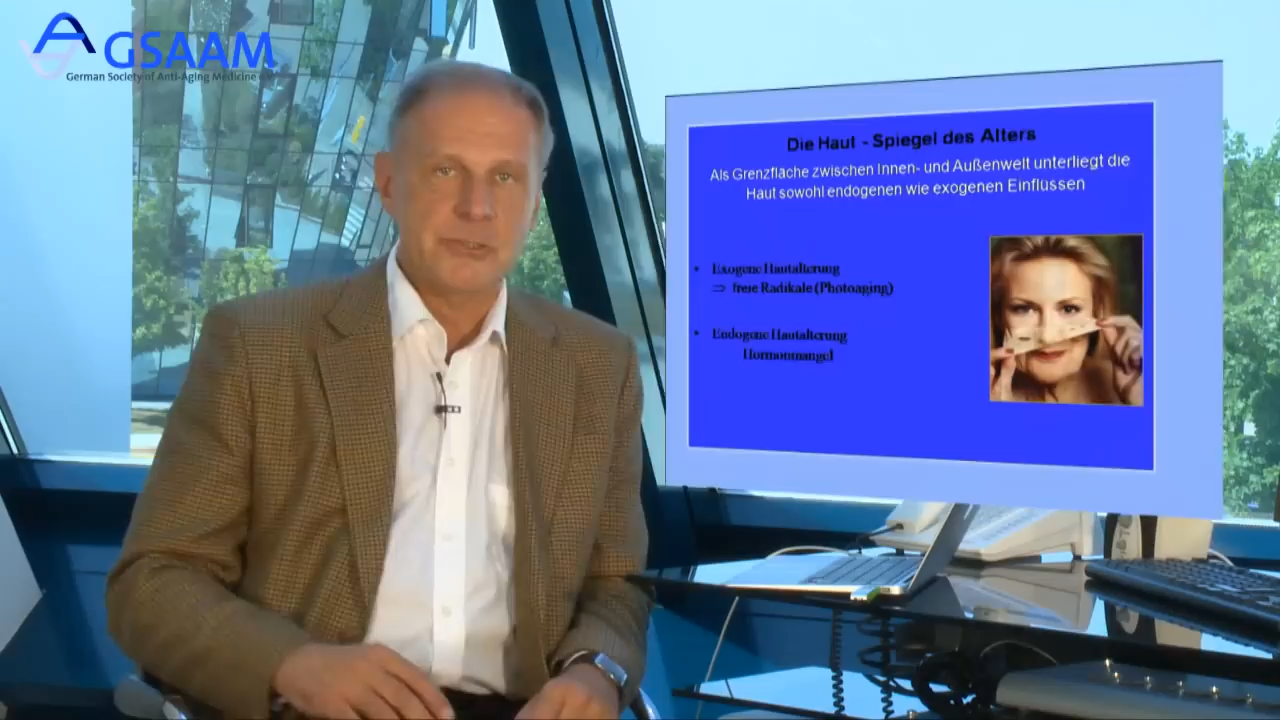 GSAAM
German Society of Anti-Aging Medicine e.V.
Die Haut - Spiegel des Alters
Als Grenzfläche zwischen Innen- und Außenwelt unterliegt die
Haut sowohl endogenen wie exogenen Einflüssen
• Exogene Hautalterung
⇒ freie Radikale (Photoaging)
• Endogene Hautalterung
Hormonmangel